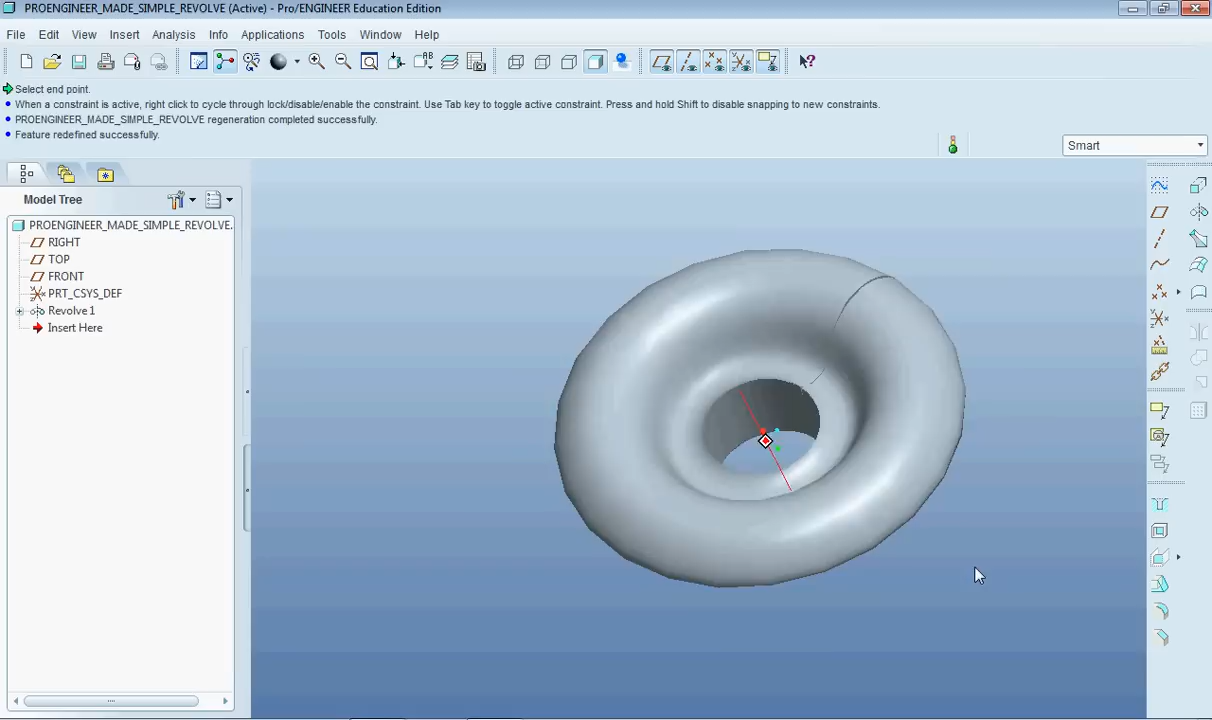 PROENGINEER_MADE_SIMPLE_REVOLVE (Active) - Pro/ENGINEER Education Edition
File Edit View Insert Analysis Info Applications Tools Window Help
Select end point.
When a constraint is active, right click to cycle through lock/disable/enable the constraint. Use Tab key to toggle active constraint. Press and hold Shift to disable snapping to new constraints.
PROENGINEER_MADE_SIMPLE_REVOLVE regeneration completed successfully.
Feature redefined successfully.
Smart
Model Tree
PROENGINEER_MADE_SIMPLE_REVOLVE.
RIGHT
TOP
FRONT
PRT_CSYS_DEF
Revolve 1
Insert Here